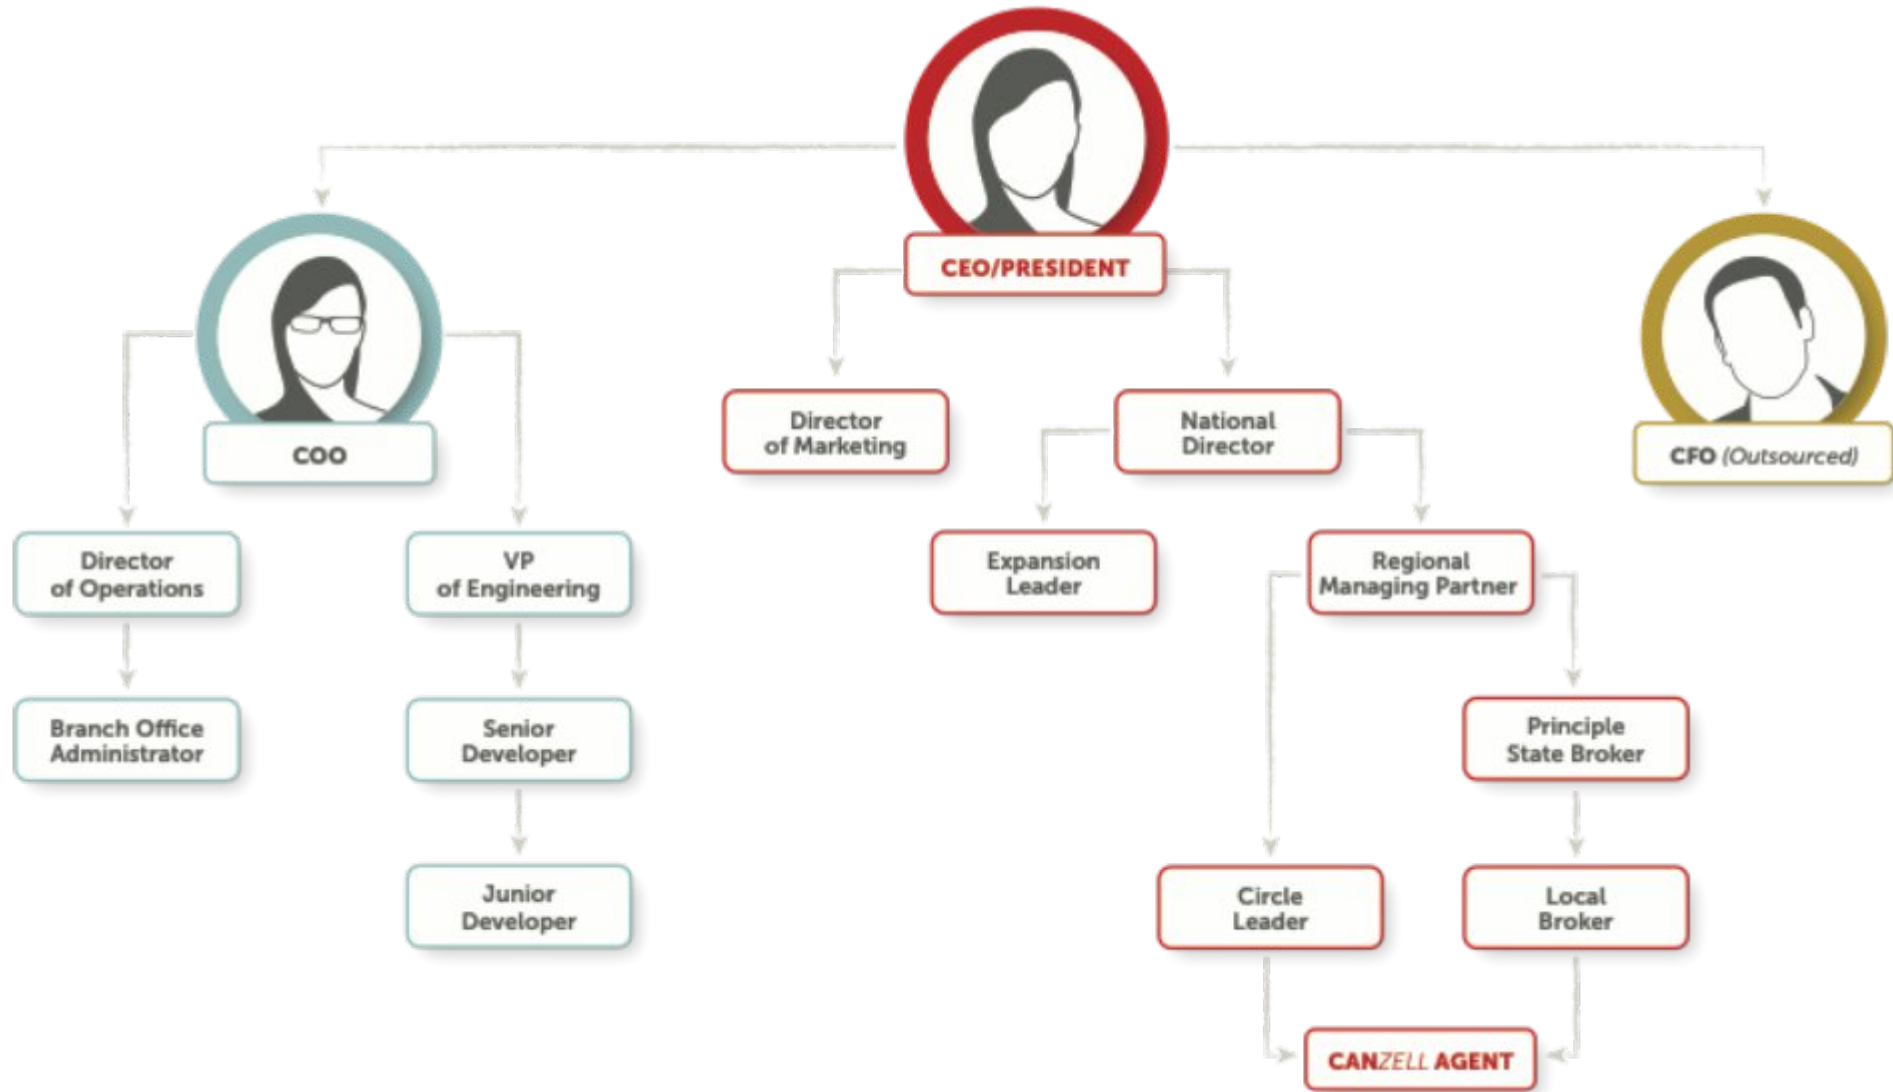 CEO/PRESIDENT
COO
CFO (Outsourced)
Director
of Marketing
National
Director
Director
of Operations
VP
of Engineering
Expansion
Leader
Regional
Managing Partner
Branch Office
Administrator
Senior
Developer
Principle
State Broker
Junior
Developer
Circle
Leader
Local
Broker
CANZELL AGENT